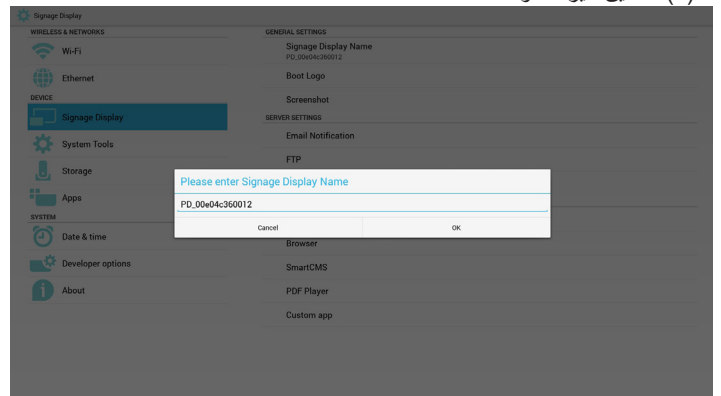 Signage Display
WIRELESS & NETWORKS
Wi-Fi
Ethernet
DEVICE
Signage Display
System Tools
Storage
Apps
SYSTEM
Date & time
Developer options
About
GENERAL SETTINGS
Signage Display Name
PD_00e04c360012
Boot Logo
Screenshot
SERVER SETTINGS
Email Notification
FTP
Browser
SmartCMS
PDF Player
Custom app
Please enter Signage Display Name
PD_00e04c360012
Cancel
OK